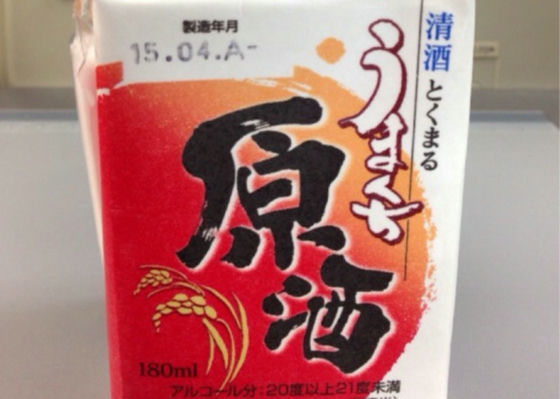 製造年月
15.04.A-
清酒とくまる
うまくち
原酒
180ml
アルコール分:20度以上21度未満